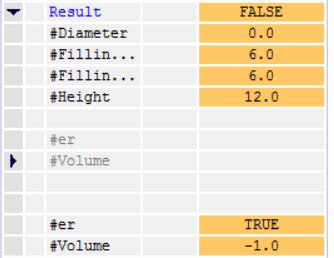 Result FALSE
#Diameter 0.0
#Fillin... 6.0
#Fillin... 6.0
#Height 12.0
#er
#Volume
#er TRUE
#Volume -1.0